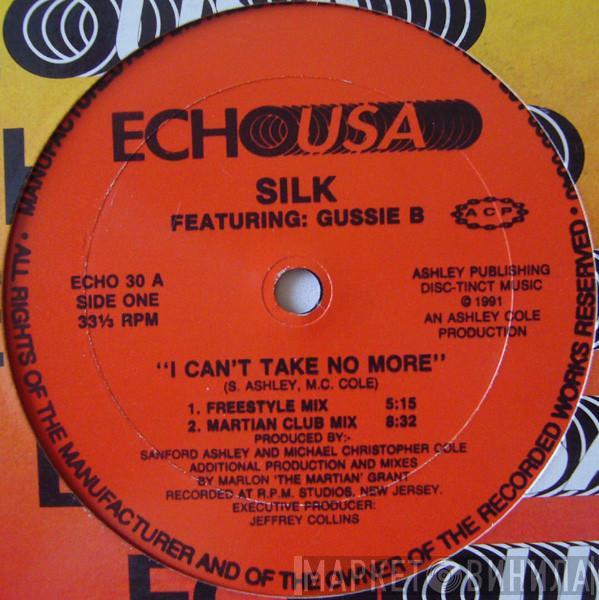 ECHO USA
SILK
FEATURING: GUSSIE B
ACP
ECHO 30 A
SIDE ONE
33⅓ RPM
ASHLEY PUBLISHING
DISC-TINCT MUSIC
© 1991
AN ASHLEY COLE
PRODUCTION
"I CAN'T TAKE NO MORE"
(S. ASHLEY, M.C. COLE)
1. FREESTYLE MIX 5:15
2. MARTIAN CLUB MIX 8:32
PRODUCED BY:-
SANFORD ASHLEY AND MICHAEL CHRISTOPHER COLE
ADDITIONAL PRODUCTION AND MIXES
BY MARLON 'THE MARTIAN' GRANT
RECORDED AT R.P.M. STUDIOS, NEW JERSEY.
EXECUTIVE PRODUCER:
JEFFREY COLLINS
• ALL RIGHTS OF THE MANUFACTURER AND OF THE OWNERS OF THE RECORDED WORKS RESERVED •
МАРКЕТ ВИНИЛА